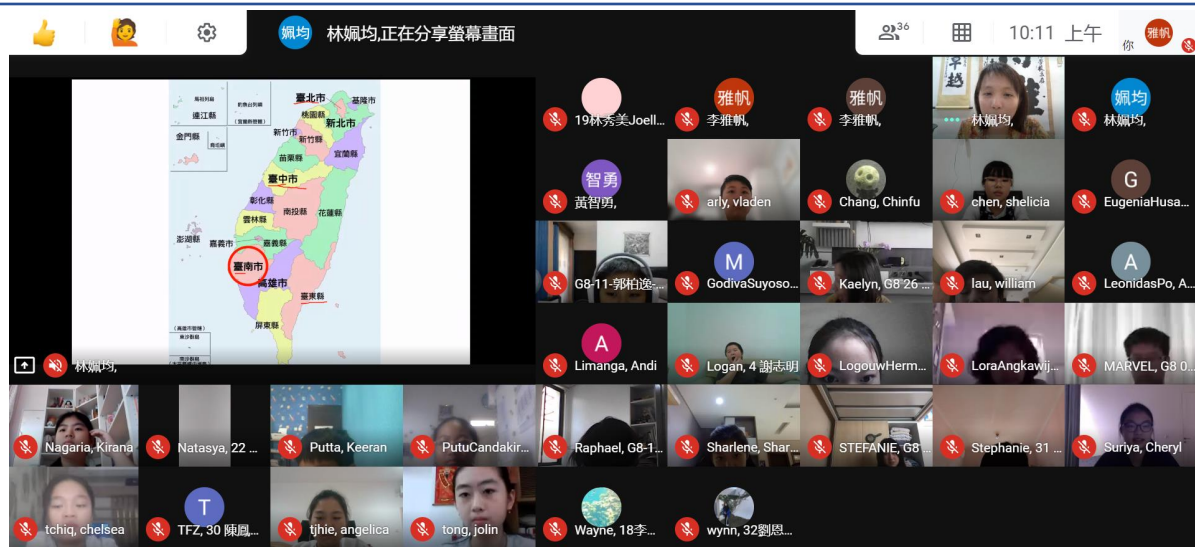 姵均
林姵均,正在分享螢幕畫面
36
10:11 上午
你
雅帆
連江縣
金門縣
臺北市
基隆市
桃園縣
新北市
新竹市
新竹縣
宜蘭縣
苗栗縣
臺中市
彰化縣
南投縣
花蓮縣
雲林縣
澎湖縣
嘉義市
嘉義縣
臺南市
高雄市
臺東縣
屏東縣
林姵均,
19林秀美Joell...
雅帆
李雅帆,
雅帆
李雅帆,
卓越
林姵均,
姵均
林姵均,
智勇
黃智勇,
arly, vladen
Chang, Chinfu
chen, shelicia
G
EugeniaHusa...
G8-11-郭柏逸-...
M
GodivaSuyoso...
Kaelyn, G8 26 ...
lau, william
A
LeonidasPo, A...
A
Limanga, Andi
Logan, 4 謝志明
LogouwHerm...
LoraAngkawij...
MARVEL, G8 0...
Nagaria, Kirana
Natasya, 22 ...
Putta, Keeran
PutuCandakir...
Raphael, G8-1...
Sharlene, Shar...
STEFANIE, G8 ...
Stephanie, 31 ...
Suriya, Cheryl
tchiq, chelsea
T
TFZ, 30 陳鳳...
tjhie, angelica
tong, jolin
Wayne, 18李...
wynn, 32劉恩...